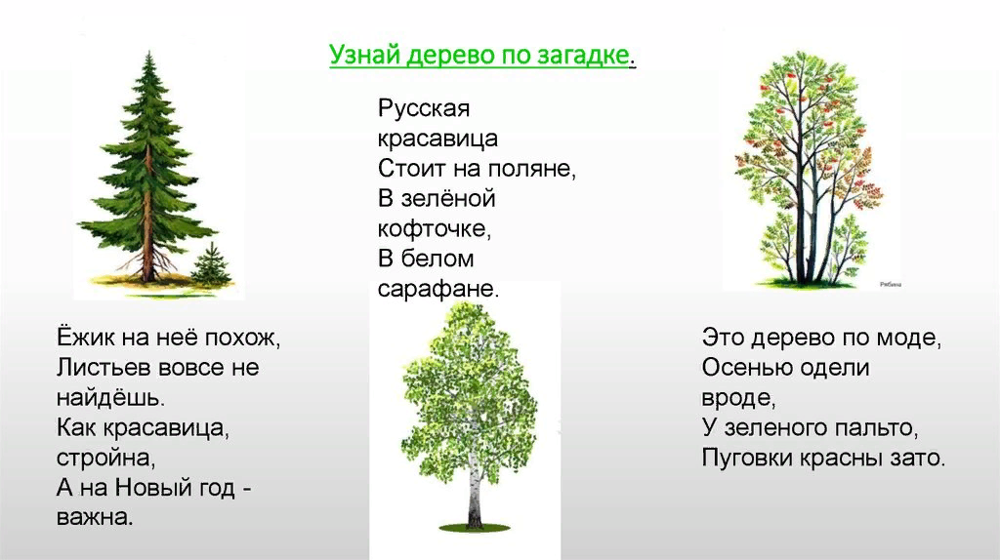 Узнай дерево по загадке.
Русская
красавица
Стоит на поляне,
В зелёной
кофточке,
В белом
сарафане.
Рябина
Ёжик на неё похож,
Листьев вовсе не
найдёшь.
Как красавица,
стройна,
А на Новый год -
важна.
Это дерево по моде,
Осенью одели
вроде,
У зеленого пальто,
Пуговки красны зато.